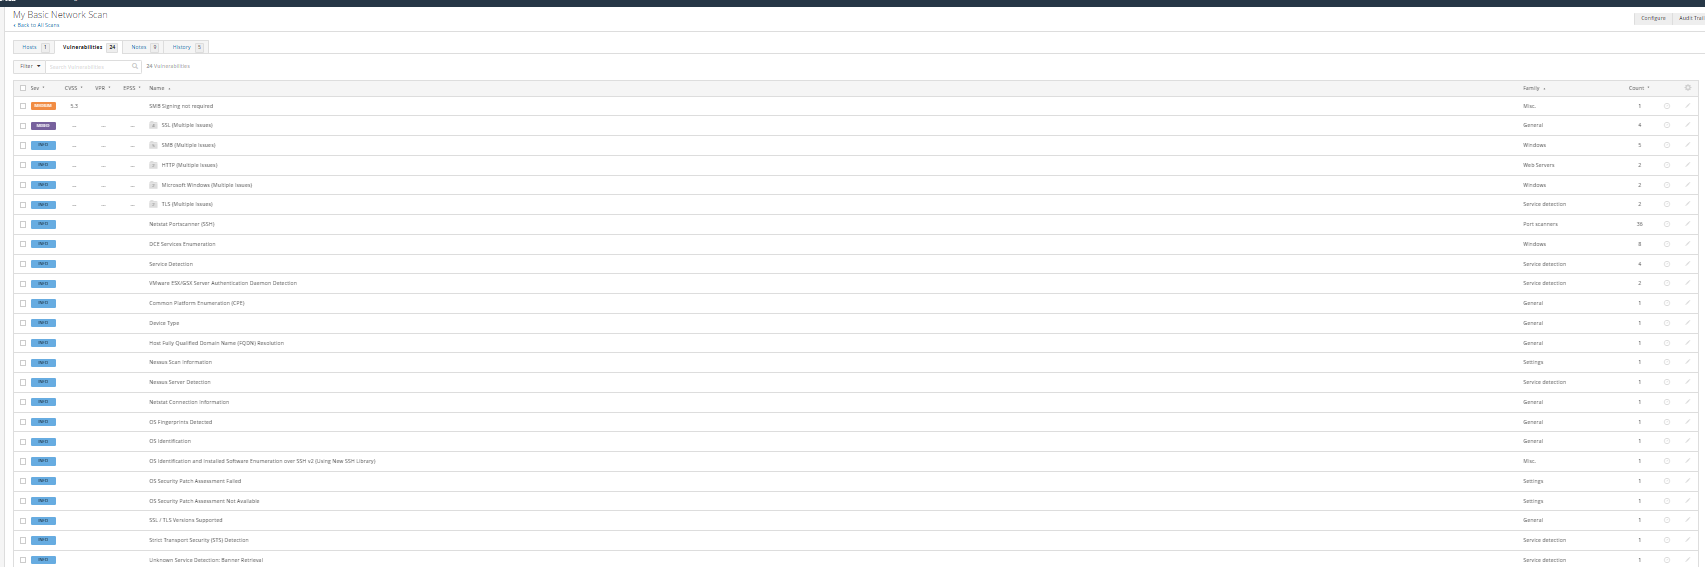 My Basic Network Scan
‹ Back to All Scans
Configure Audit Trail
Hosts 1 Vulnerabilities 24 Notes History 5
Filter Search Vulnerabilities 24 Vulnerabilities
Sev CVSS VPR EPSS Name Family Count
5.3 SMB Signing not required Misc. 1
MIXED ... ... ... SSL (Multiple Issues) General 4
INFO ... ... ... SMB (Multiple Issues) Windows 5
INFO ... ... ... HTTP (Multiple Issues) Web Servers 2
INFO ... ... ... Microsoft Windows (Multiple Issues) Windows 2
INFO ... ... ... TLS (Multiple Issues) Service detection 2
INFO Netstat Portscanner (SSH) Port scanners 36
INFO DCE Services Enumeration Windows 8
INFO Service Detection Service detection 4
INFO VMware ESX/GSX Server Authentication Daemon Detection Service detection 2
INFO Common Platform Enumeration (CPE) General 1
INFO Device Type General 1
INFO Host Fully Qualified Domain Name (FQDN) Resolution General 1
INFO Nessus Scan Information Settings 1
INFO Nessus Server Detection Service detection 1
INFO Netstat Connection Information General 1
INFO OS Fingerprints Detected General 1
INFO OS Identification General 1
INFO OS Identification and Installed Software Enumeration over SSH v2 (Using New SSH Library) Misc. 1
INFO OS Security Patch Assessment Failed Settings 1
INFO OS Security Patch Assessment Not Available Settings 1
INFO SSL / TLS Versions Supported General 1
INFO Strict Transport Security (STS) Detection Service detection 1
INFO Unknown Service Detection: Banner Retrieval Service detection 1